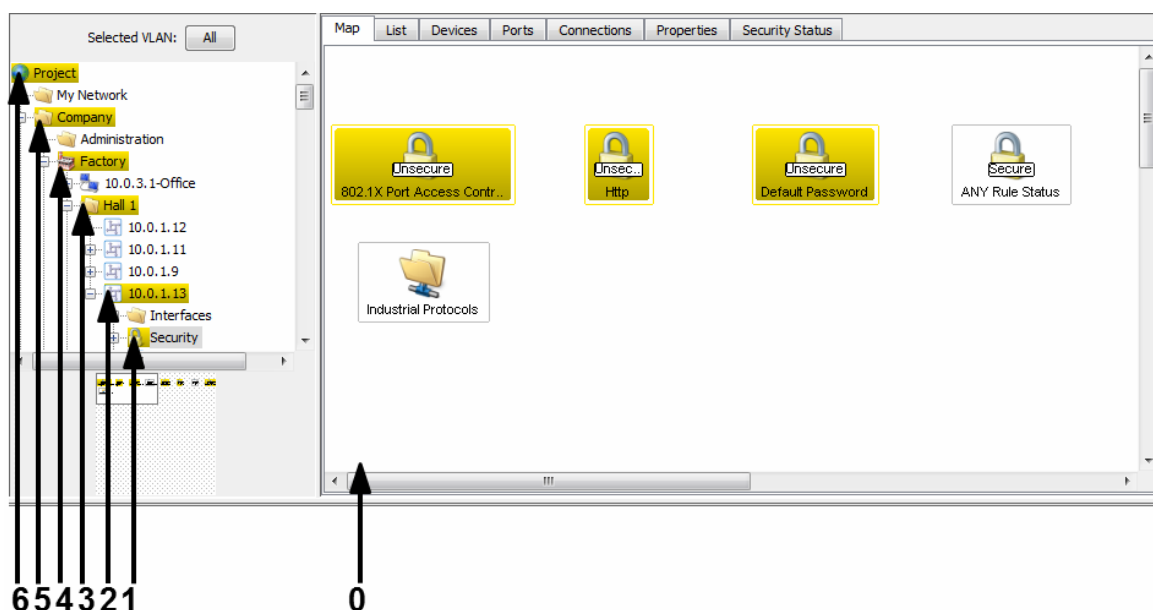 Selected VLAN: All
Map List Devices Ports Connections Properties Security Status
Project
My Network
Company
Administration
Factory
10.0.3.1-Office
Hall 1
10.0.1.12
10.0.1.11
10.0.1.9
10.0.1.13
Interfaces
Security
Unsecure Unsec... Unsecure Secure
802.1X Port Access Contr... Http Default Password ANY Rule Status
Industrial Protocols
6 5 4 3 2 1 0